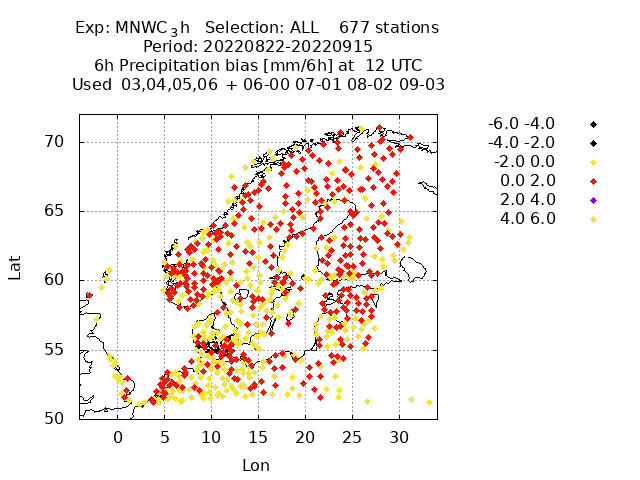 Exp: MNWC₃h   Selection: ALL    677 stations
Period: 20220822-20220915
6h Precipitation bias [mm/6h] at  12 UTC
Used  03,04,05,06  + 06-00 07-01 08-02 09-03
-6.0 -4.0
-4.0 -2.0
-2.0 0.0
0.0 2.0
2.0 4.0
4.0 6.0
70
65
60
55
50
Lat
0 5 10 15 20 25 30
Lon